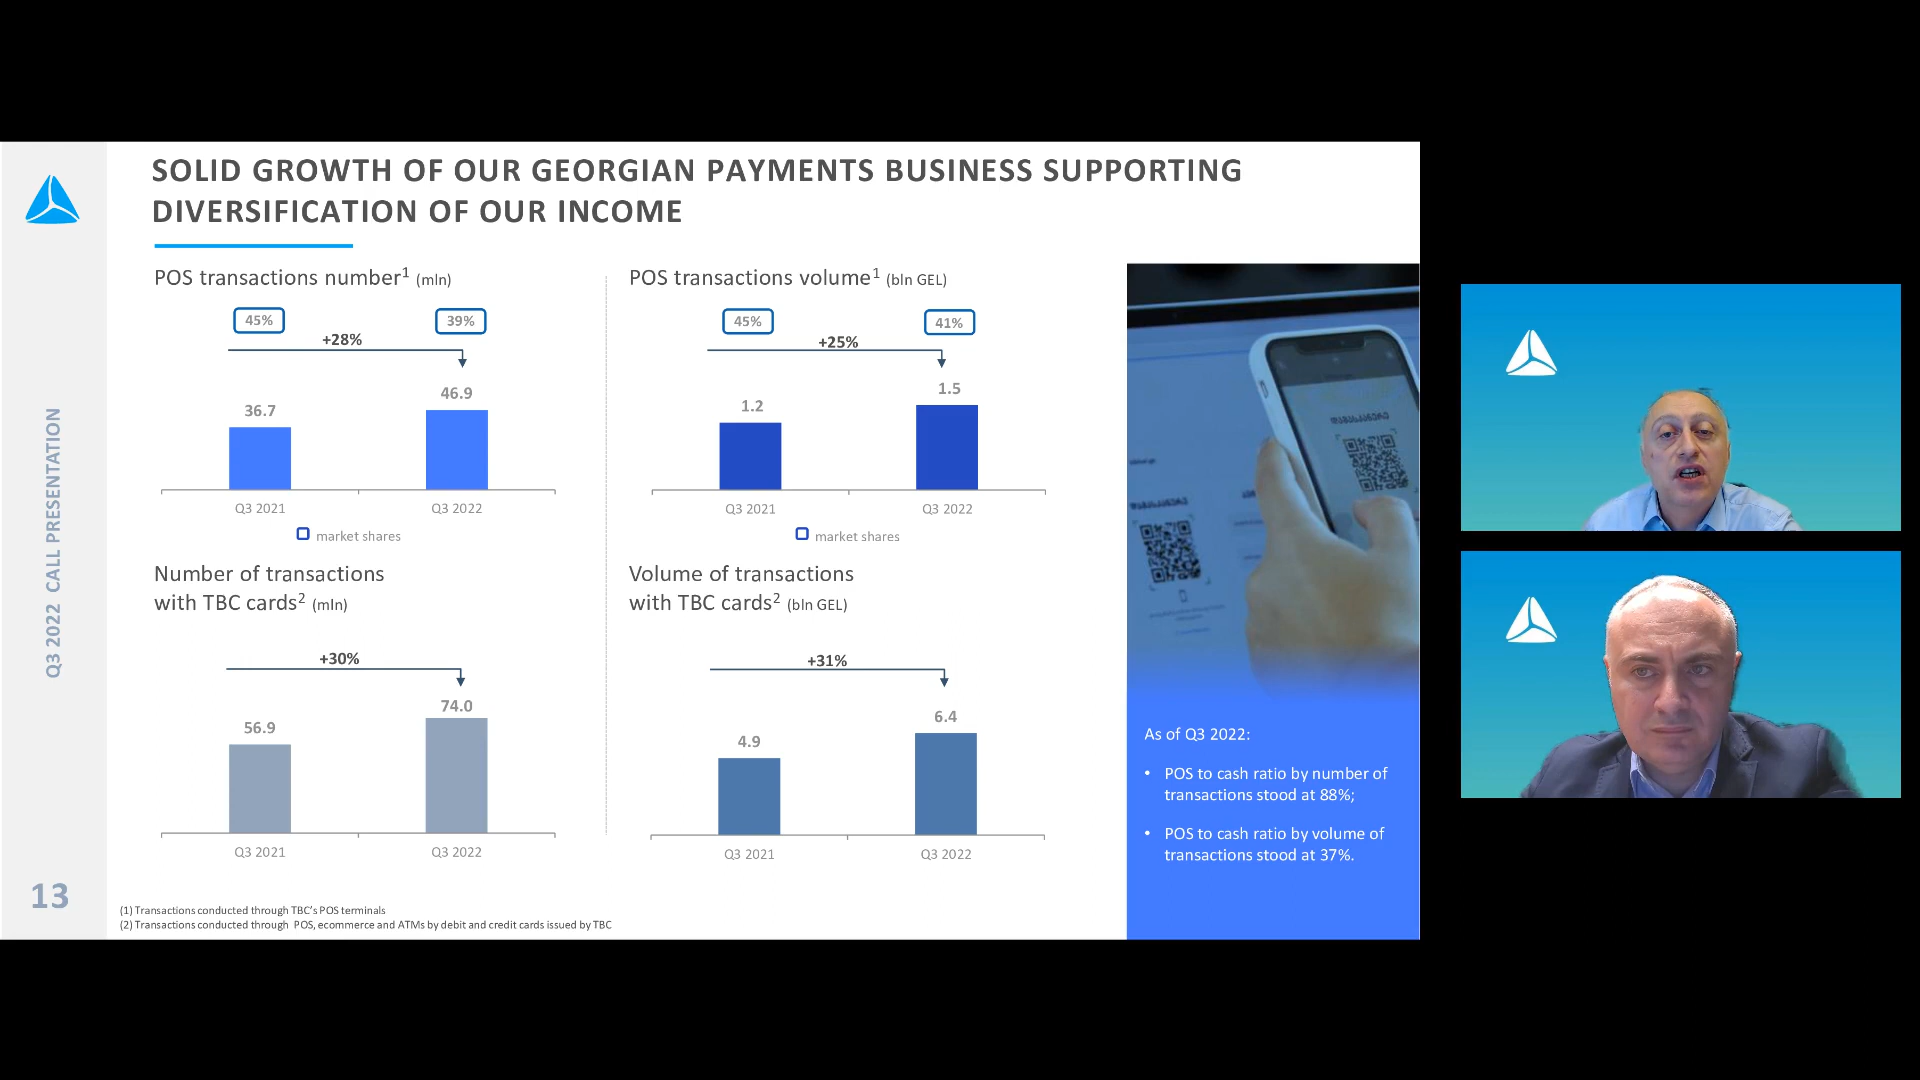 SOLID GROWTH OF OUR GEORGIAN PAYMENTS BUSINESS SUPPORTING
DIVERSIFICATION OF OUR INCOME
Q3 2022 CALL PRESENTATION
13
POS transactions number1 (mln)
45%
39%
+28%
36.7
46.9
Q3 2021
Q3 2022
market shares
POS transactions volume1 (bln GEL)
45%
41%
+25%
1.2
1.5
Q3 2021
Q3 2022
market shares
Number of transactions
with TBC cards2 (mln)
+30%
56.9
74.0
Q3 2021
Q3 2022
Volume of transactions
with TBC cards2 (bln GEL)
+31%
4.9
6.4
Q3 2021
Q3 2022
As of Q3 2022:
• POS to cash ratio by number of
transactions stood at 88%;
• POS to cash ratio by volume of
transactions stood at 37%.
(1) Transactions conducted through TBC's POS terminals
(2) Transactions conducted through POS, ecommerce and ATMs by debit and credit cards issued by TBC